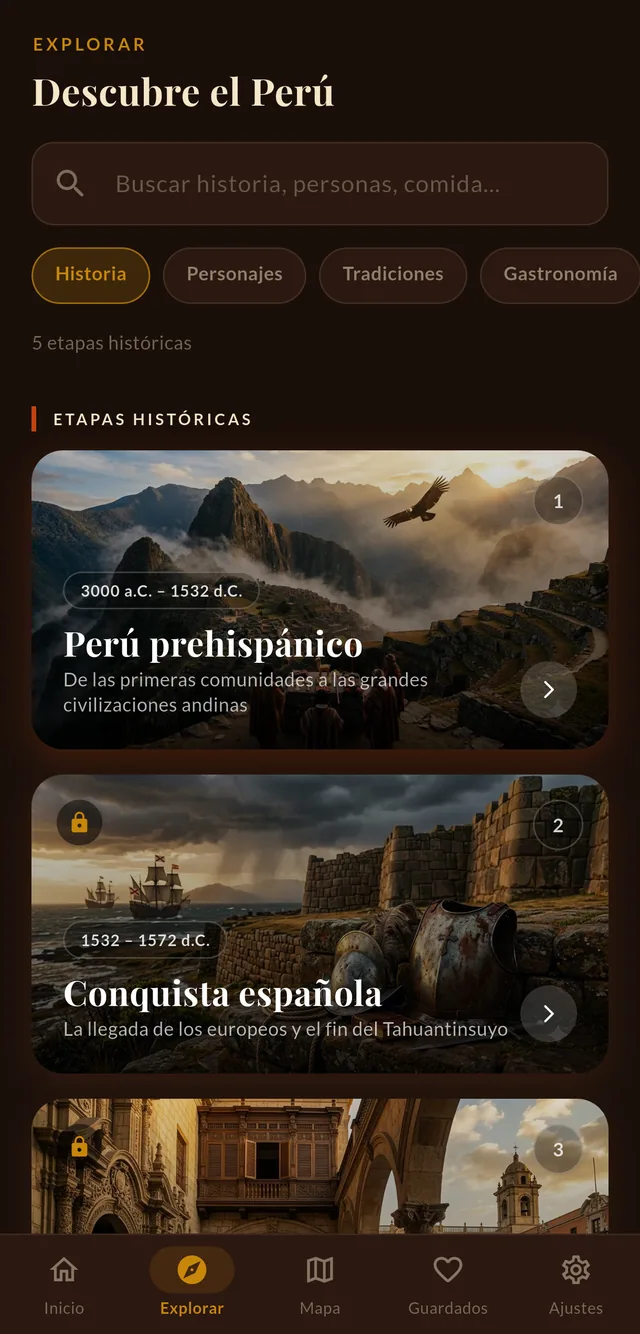 EXPLORAR
Descubre el Perú
Buscar historia, personas, comida...
Historia
Personajes
Tradiciones
Gastronomía
5 etapas históricas
ETAPAS HISTÓRICAS
1
3000 a.C. – 1532 d.C.
Perú prehispánico
De las primeras comunidades a las grandes
civilizaciones andinas
2
1532 – 1572 d.C.
Conquista española
La llegada de los europeos y el fin del Tahuantinsuyo
3
Inicio
Explorar
Mapa
Guardados
Ajustes